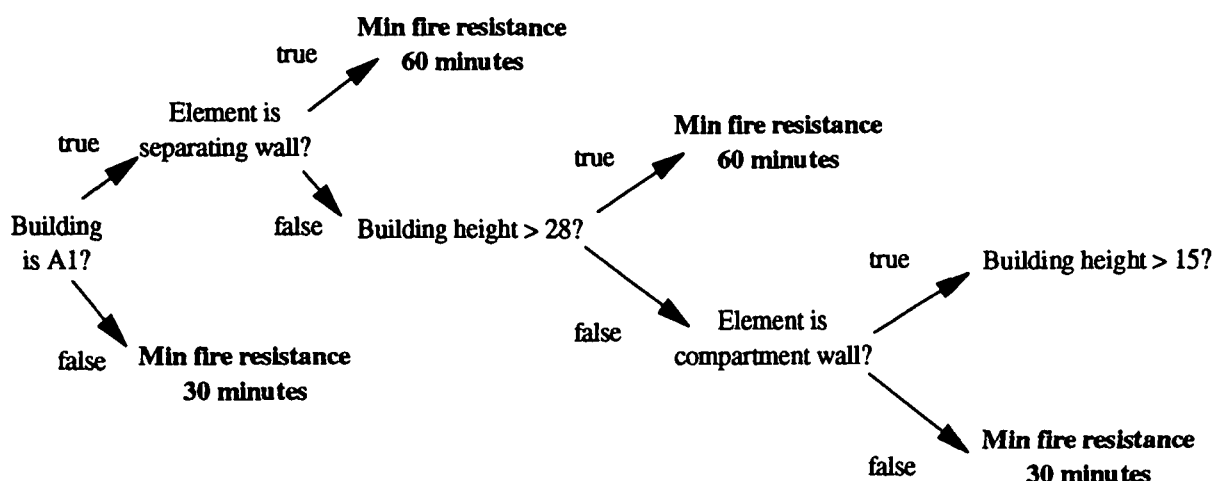 Min fire resistance
60 minutes
true
Element is
separating wall?
true
Min fire resistance
60 minutes
true
Building
is A1?
false
Building height > 28?
true
Building height > 15?
false
Element is
compartment wall?
false
Min fire resistance
30 minutes
false
Min fire resistance
30 minutes